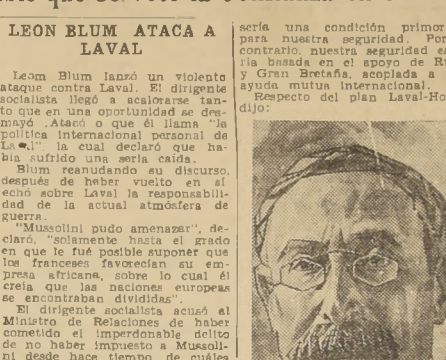 LEON BLUM ATACA A
LAVAL
Leom Blum lanzó un violento
ataque contra Laval. El dirigente
socialista llegó a acalorarse tan-
to que en una oportunidad se des-
mayó ,Atacó o que él llama "la
política internacional personal de
la cual declaró que ha-
bía sufrido una seria caída.
Blum reanudando su discurso,
después de haber vuelto en sí
echó sobre Laval la responsabili-
dad de la actual atmósfera de
guerra.
"Mussolini pudo amenazar", de-
claró, "solamente hasta el grado
en que le fué posible suponer que
los franceses favorecían su em-
presa africana, sobre lo cual él
creía que las naciones europeas
se encontraban divididas".
El dirigente socialista acusó al
Ministro de Relaciones de haber
cometido el imperdonable delito
de no haber impuesto a Mussoli-
ni desde hace tiempo de cuáles
sería una condición primor
para nuestra seguridad. Por
contrario, nuestra seguridad es
ría basada en el apoyo de Ru
y Gran Bretaña, acoplada a
ayuda mutua internacional.
Respecto del plan Laval-Ho
dijo: